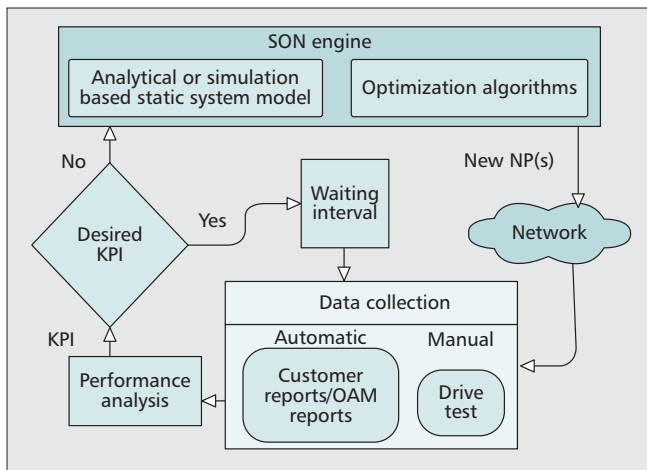 SON engine
Analytical or simulation
based static system model
Optimization algorithms
No
New NP(s)
Waiting
interval
Yes
Desired
KPI
Network
Data collection
KPI
Automatic
Manual
Performance
analysis
Customer
reports/OAM
reports
Drive
test